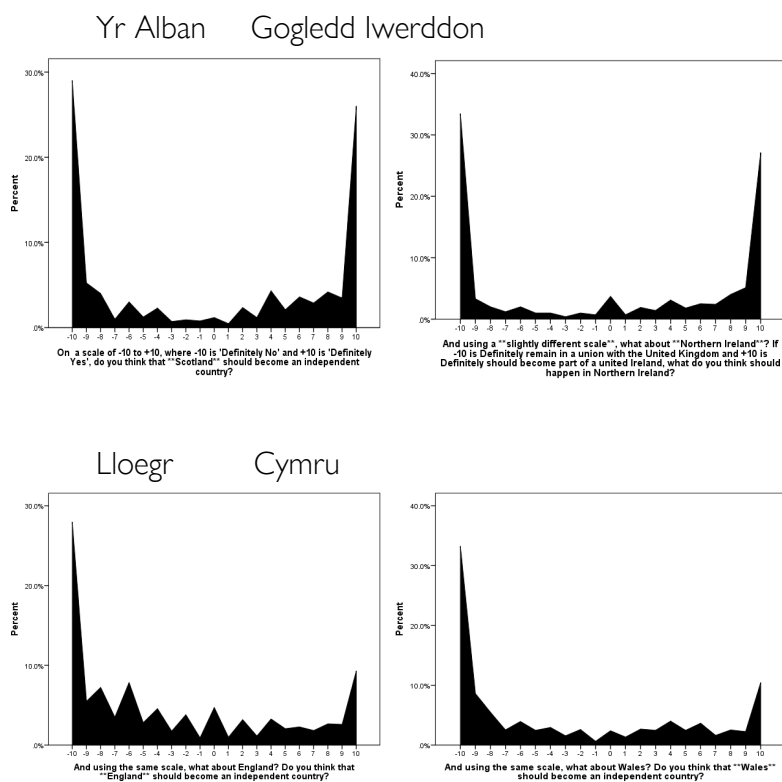 Yr Alban Gogledd Iwerddon
30.0%
20.0%
10.0%
.0%
Percent
-10 -9 -8 -7 -6 -5 -4 -3 -2 -1 0 1 2 3 4 5 6 7 8 9 10
On a scale of -10 to +10, where -10 is 'Definitely No' and +10 is 'Definitely
Yes', do you think that **Scotland** should become an independent
country?
40.0%
30.0%
20.0%
10.0%
.0%
Percent
-10 -9 -8 -7 -6 -5 -4 -3 -2 -1 0 1 2 3 4 5 6 7 8 9 10
And using a **slightly different scale**, what about **Northern Ireland**? If
-10 is Definitely remain in a union with the United Kingdom and +10 is
Definitely should become part of a united Ireland, what do you think should
happen in Northern Ireland?
Lloegr Cymru
30.0%
20.0%
10.0%
.0%
Percent
-10 -9 -8 -7 -6 -5 -4 -3 -2 -1 0 1 2 3 4 5 6 7 8 9 10
And using the same scale, what about England? Do you think that
**England** should become an independent country?
40.0%
30.0%
20.0%
10.0%
.0%
Percent
-10 -9 -8 -7 -6 -5 -4 -3 -2 -1 0 1 2 3 4 5 6 7 8 9 10
And using the same scale, what about Wales? Do you think that **Wales**
should become an independent country?